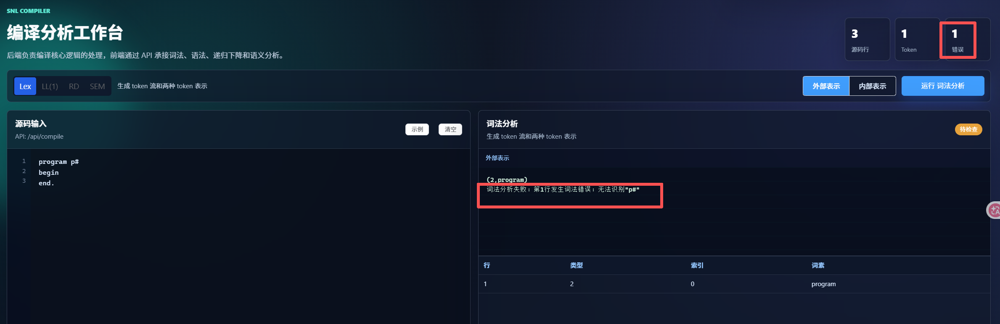 SNL COMPILER
编译分析工作台
后端负责编译核心逻辑的处理，前端通过 API 承接词法、语法、递归下降和语义分析。
3
源码行
1
Token
1
错误
Lex LL(1) RD SEM 生成 token 流和两种 token 表示
外部表示 内部表示 运行 词法分析
源码输入
API: /api/compile
示例 清空
1 program p#
2 begin
3 end.
词法分析
生成 token 流和两种 token 表示
待检查
外部表示
(2,program)
词法分析失败: 第1行发生词法错误: 无法识别"p#"
行 类型 索引 词素
1 2 0 program